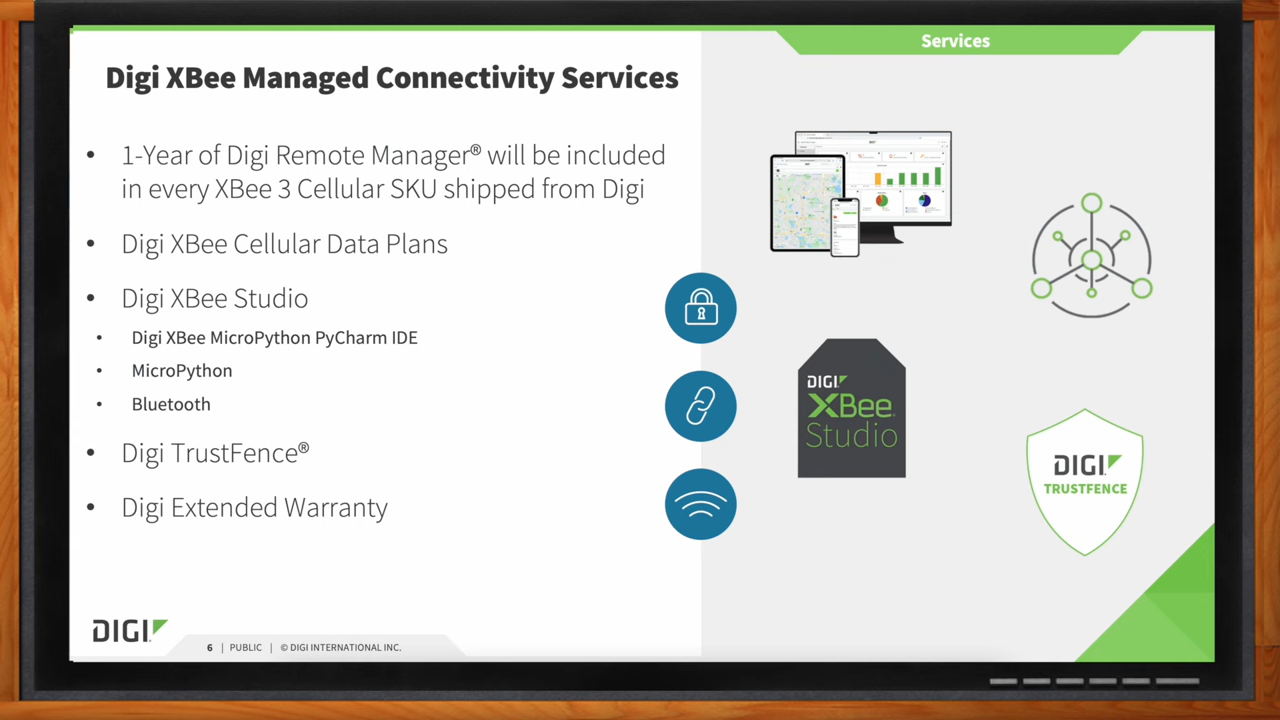 Services
Digi XBee Managed Connectivity Services
• 1-Year of Digi Remote Manager® will be included
in every XBee 3 Cellular SKU shipped from Digi
• Digi XBee Cellular Data Plans
• Digi XBee Studio
• Digi XBee MicroPython PyCharm IDE
• MicroPython
• Bluetooth
• Digi TrustFence®
• Digi Extended Warranty
DIGI
XBee
Studio
DIGI
TRUSTFENCE
DIGI
6 | PUBLIC | © DIGI INTERNATIONAL INC.